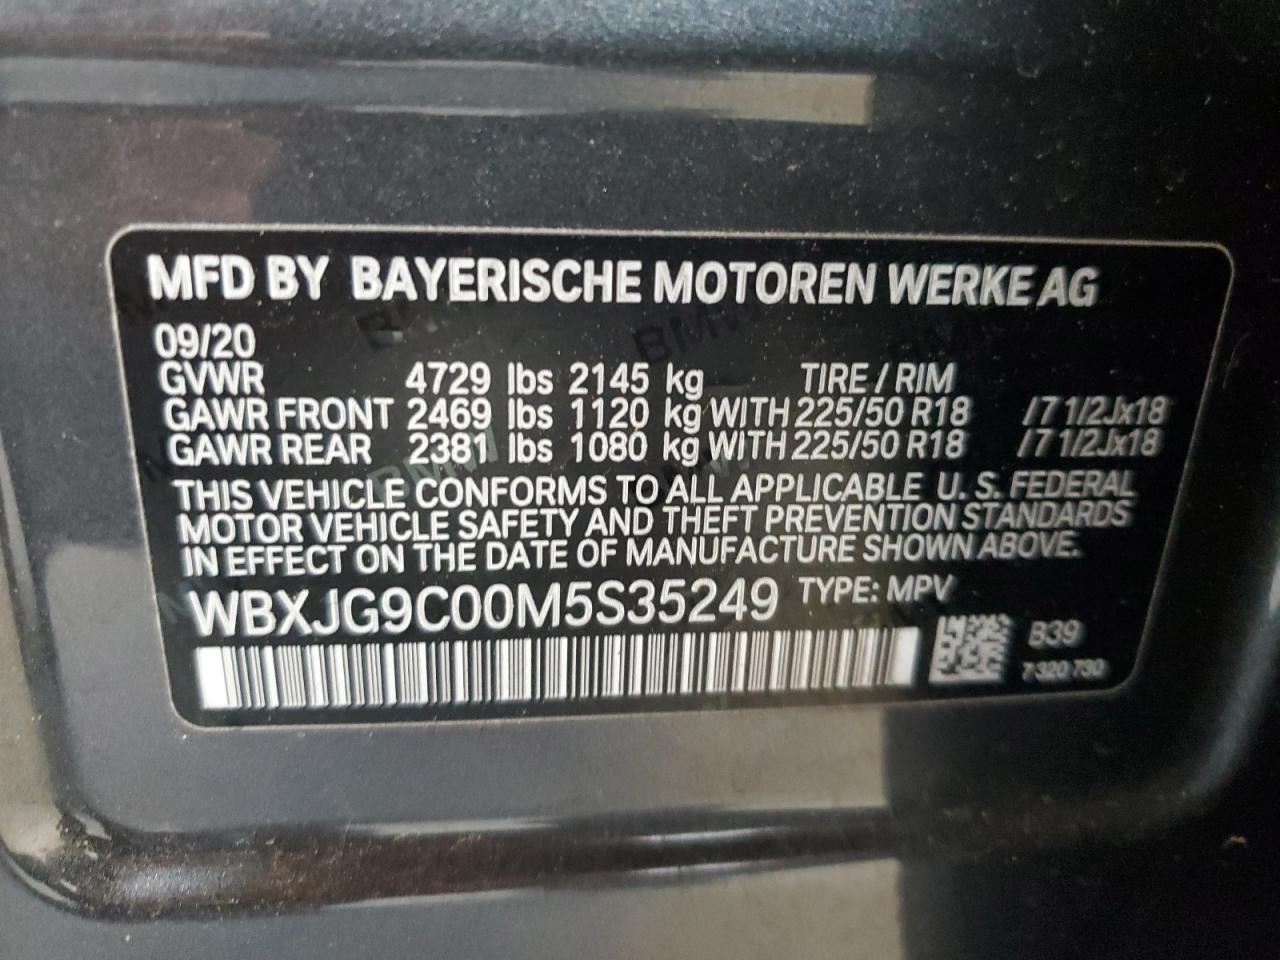 MFD BY BAYERISCHE MOTOREN WERKE AG
09/20
GVWR 4729 lbs 2145 kg TIRE / RIM
GAWR FRONT 2469 lbs 1120 kg WITH 225/50 R18 /7 1/2Jx18
GAWR REAR 2381 lbs 1080 kg WITH 225/50 R18 /7 1/2Jx18
THIS VEHICLE CONFORMS TO ALL APPLICABLE U. S. FEDERAL
MOTOR VEHICLE SAFETY AND THEFT PREVENTION STANDARDS
IN EFFECT ON THE DATE OF MANUFACTURE SHOWN ABOVE.
WBXJG9C00M5S35249 TYPE: MPV
B39
7 320 730